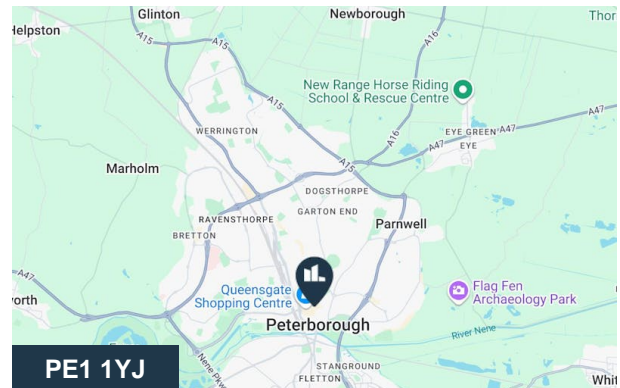 Glinton
Newborough
Thor
Helpston
A15
A15
A16
New Range Horse Riding
School & Rescue Centre
A16
WERRINGTON
EYE GREEN
A47
EYE
A47
A47
A15
Marholm
DOGSTHORPE
GARTON END
RAVENSTHORPE
Parnwell
BRETTON
A47
Queensgate
Shopping Centre
Flag Fen
Archaeology Park
orth
Peterborough
River Nene
Nene Pkwy
STANGROUND
FLETTON
Whit
PE1 1YJ